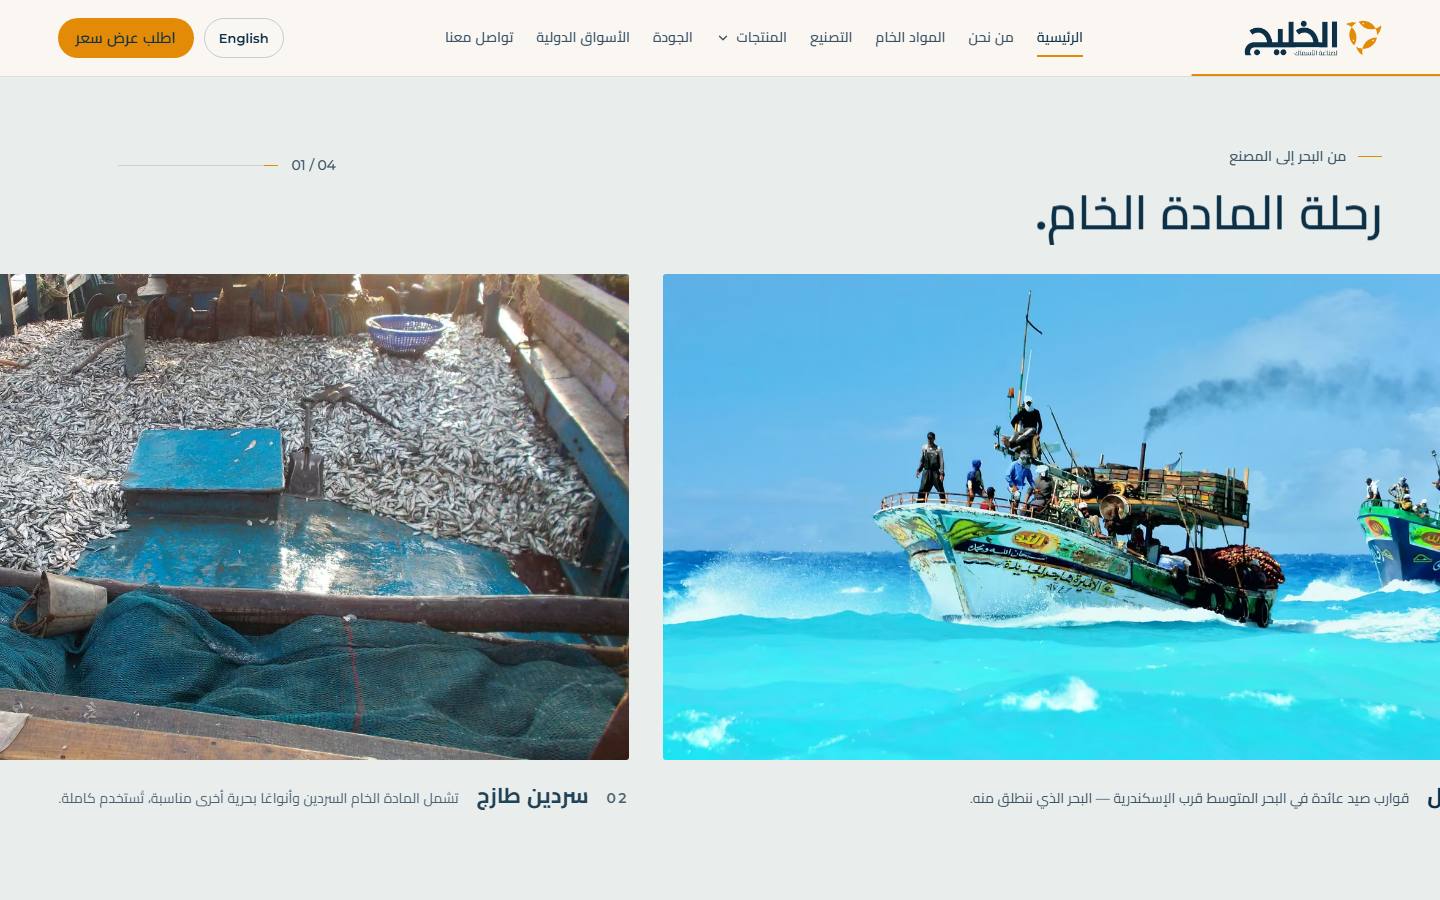 الخليج
لصناعة الأسماك
الرئيسية
من نحن
المواد الخام
التصنيع
المنتجات
الجودة
الأسواق الدولية
تواصل معنا
English
اطلب عرض سعر
من البحر إلى المصنع
رحلة المادة الخام.
01 / 04
قوارب صيد عائدة في البحر المتوسط قرب الإسكندرية — البحر الذي ننطلق منه.
02 سردين طازج تشمل المادة الخام السردين وأنواعًا بحرية أخرى مناسبة، تُستخدم كاملة.